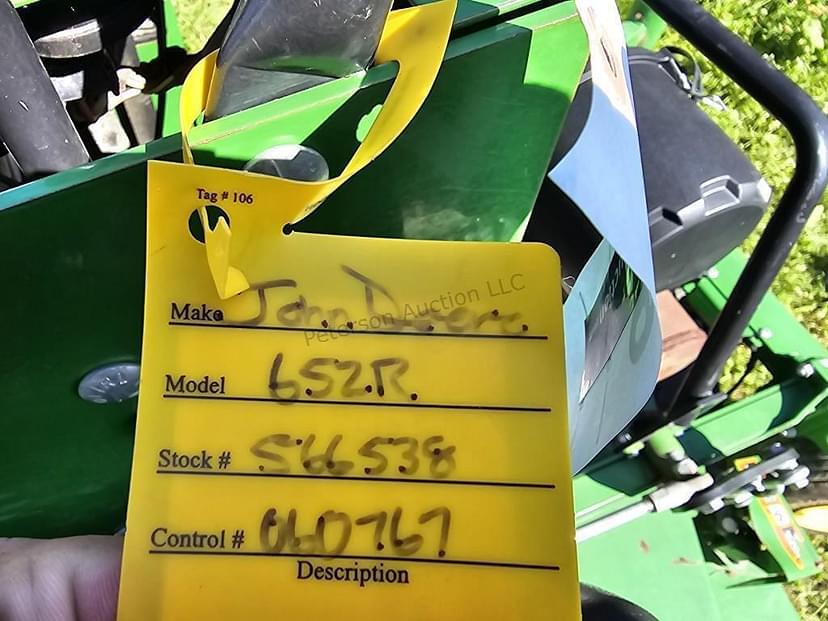 Tag # 106
Make John Deere
Peterson Auction LLC
Model 652R
Stock # 566538
Control # 060767
Description